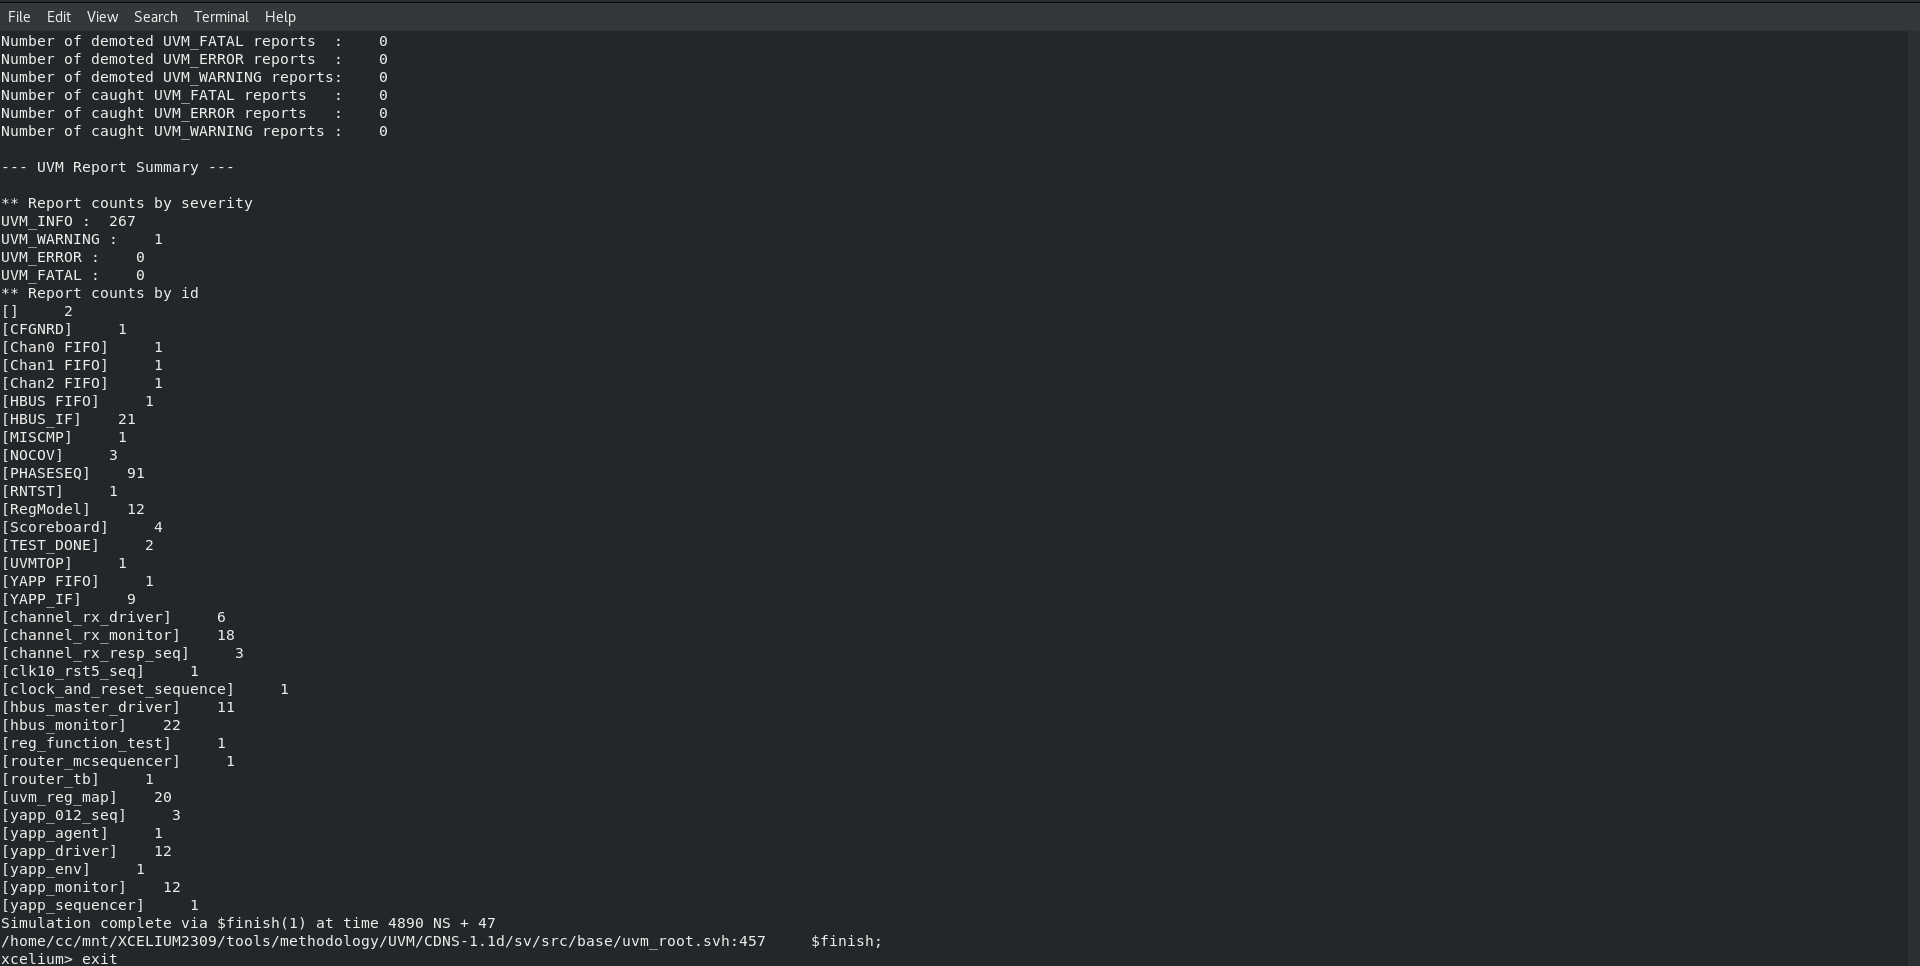 File Edit View Search Terminal Help
Number of demoted UVM_FATAL reports  :    0
Number of demoted UVM_ERROR reports  :    0
Number of demoted UVM_WARNING reports:    0
Number of caught UVM_FATAL reports   :    0
Number of caught UVM_ERROR reports   :    0
Number of caught UVM_WARNING reports :    0

--- UVM Report Summary ---

** Report counts by severity
UVM_INFO :  267
UVM_WARNING :    1
UVM_ERROR :    0
UVM_FATAL :    0
** Report counts by id
[]     2
[CFGNRD]     1
[Chan0 FIFO]     1
[Chan1 FIFO]     1
[Chan2 FIFO]     1
[HBUS FIFO]     1
[HBUS_IF]    21
[MISCMP]     1
[NOCOV]     3
[PHASESEQ]    91
[RNTST]     1
[RegModel]    12
[Scoreboard]     4
[TEST_DONE]     2
[UVMTOP]     1
[YAPP FIFO]     1
[YAPP_IF]     9
[channel_rx_driver]     6
[channel_rx_monitor]    18
[channel_rx_resp_seq]     3
[clk10_rst5_seq]     1
[clock_and_reset_sequence]     1
[hbus_master_driver]    11
[hbus_monitor]    22
[reg_function_test]     1
[router_mcsequencer]     1
[router_tb]     1
[uvm_reg_map]    20
[yapp_012_seq]     3
[yapp_agent]     1
[yapp_driver]    12
[yapp_env]     1
[yapp_monitor]    12
[yapp_sequencer]     1
Simulation complete via $finish(1) at time 4890 NS + 47
/home/cc/mnt/XCELIUM2309/tools/methodology/UVM/CDNS-1.1d/sv/src/base/uvm_root.svh:457     $finish;
xcelium> exit